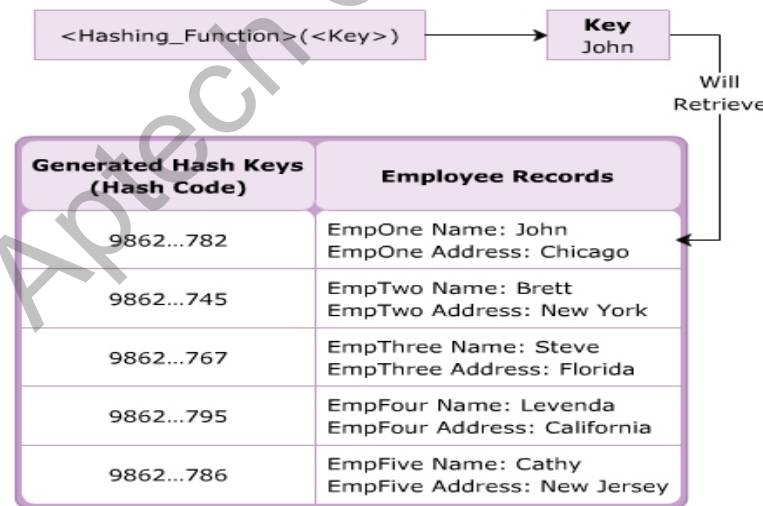 <Hashing_Function>(<Key>)
Key
John
Will
Retrieve
Generated Hash Keys
(Hash Code)
Employee Records
9862...782
EmpOne Name: John
EmpOne Address: Chicago
9862...745
EmpTwo Name: Brett
EmpTwo Address: New York
9862...767
EmpThree Name: Steve
EmpThree Address: Florida
9862...795
EmpFour Name: Levenda
EmpFour Address: California
9862...786
EmpFive Name: Cathy
EmpFive Address: New Jersey
Aptech